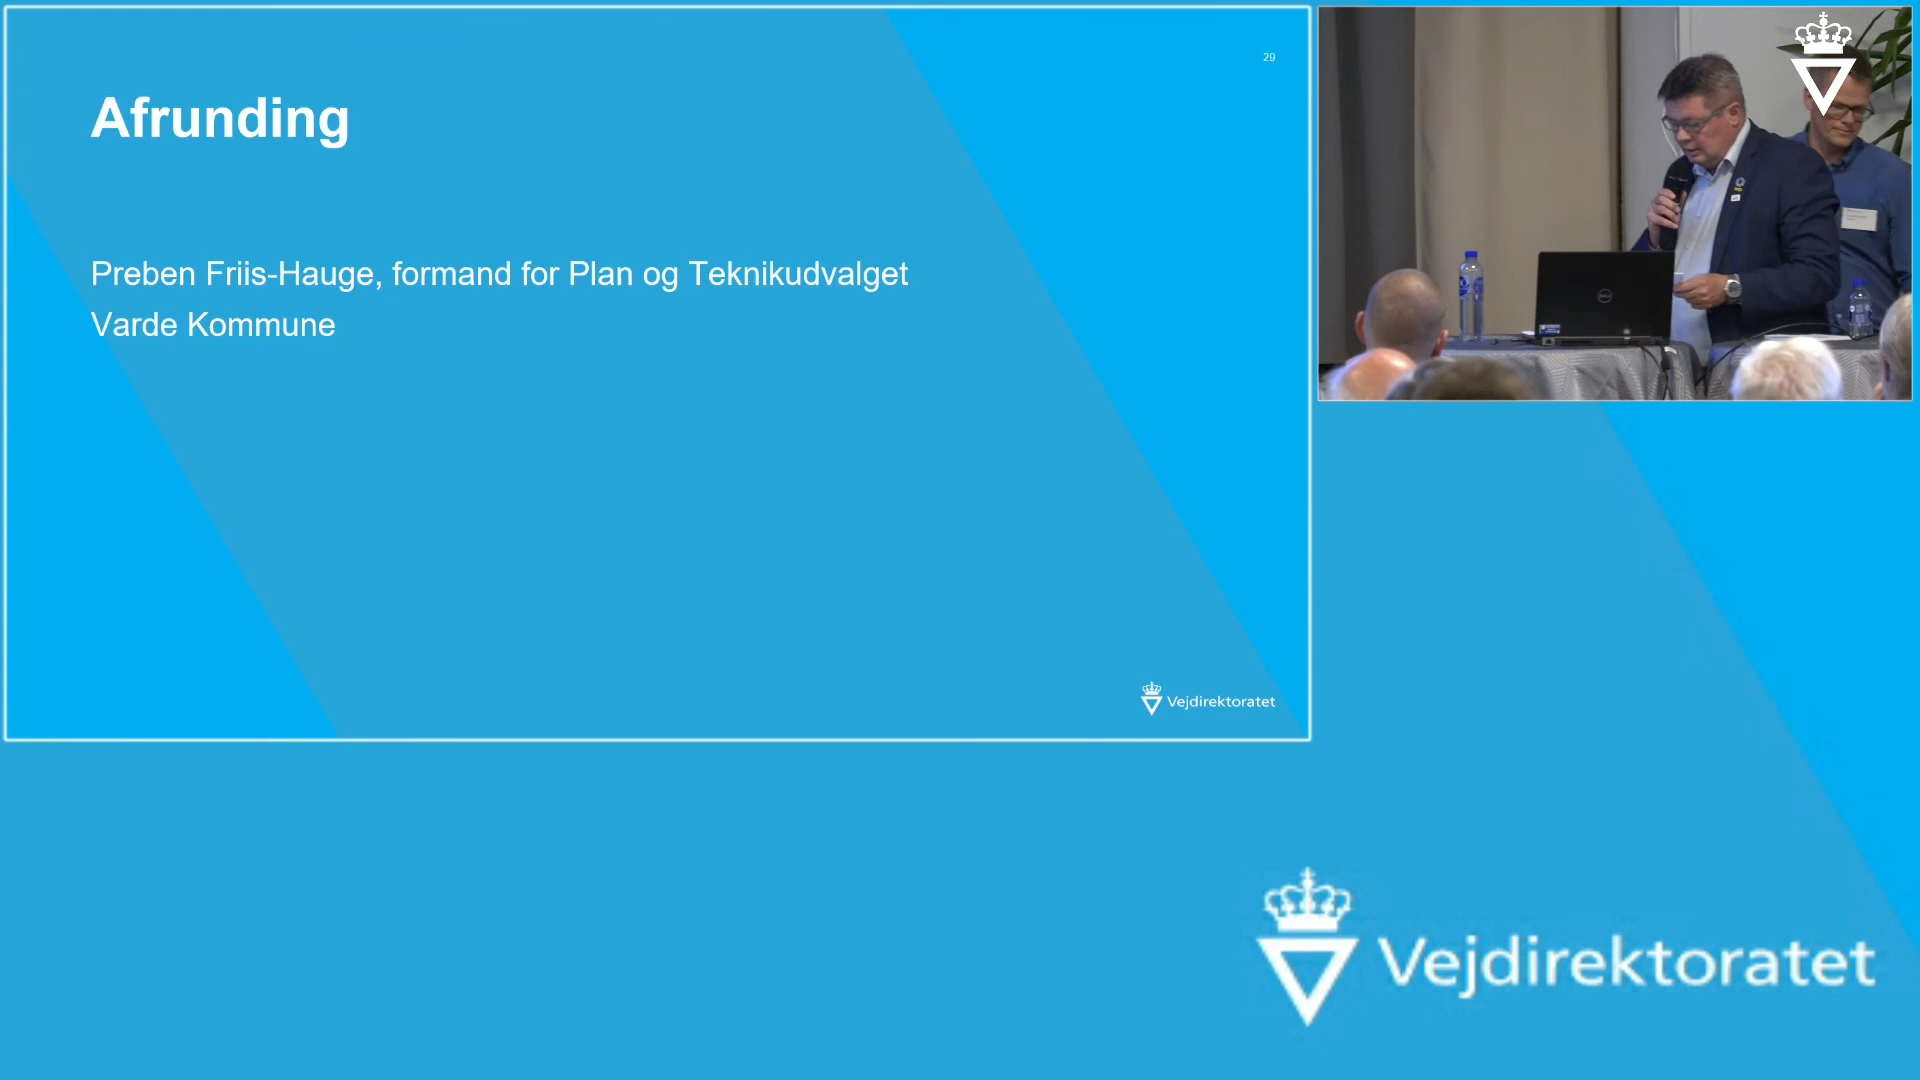 29
Afrunding
Preben Friis-Hauge, formand for Plan og Teknikudvalget
Varde Kommune
Vejdirektoratet
Vejdirektoratet